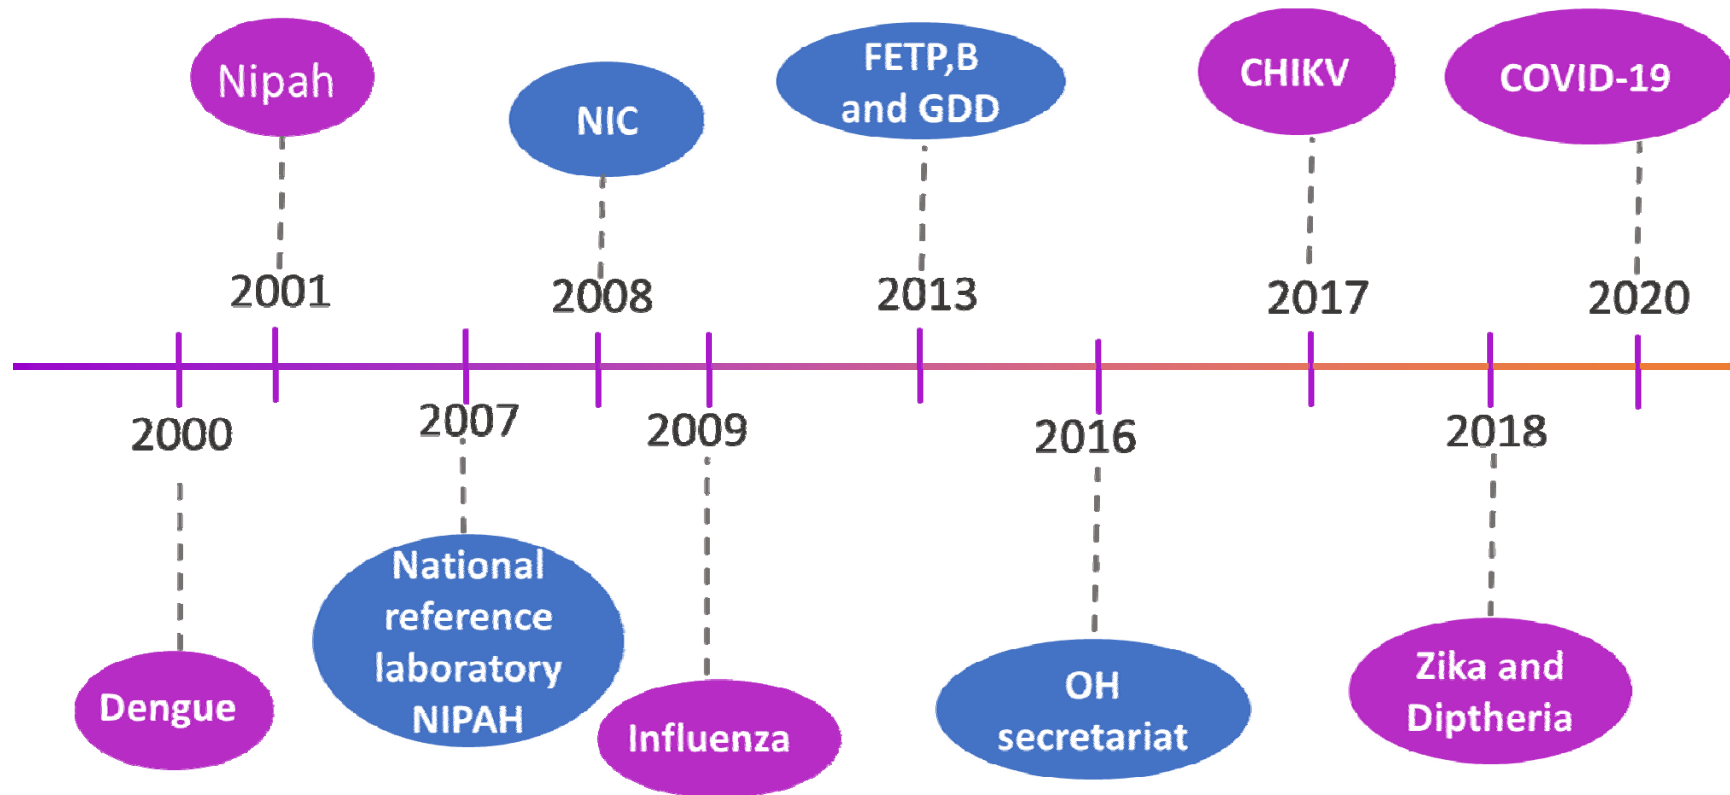 Nipah
NIC
FETP,B
and GDD
CHIKV
COVID-19
2001
2008
2013
2017
2020
2000
2007
2009
2016
2018
Dengue
National
reference
laboratory
NIPAH
Influenza
OH
secretariat
Zika and
Diptheria